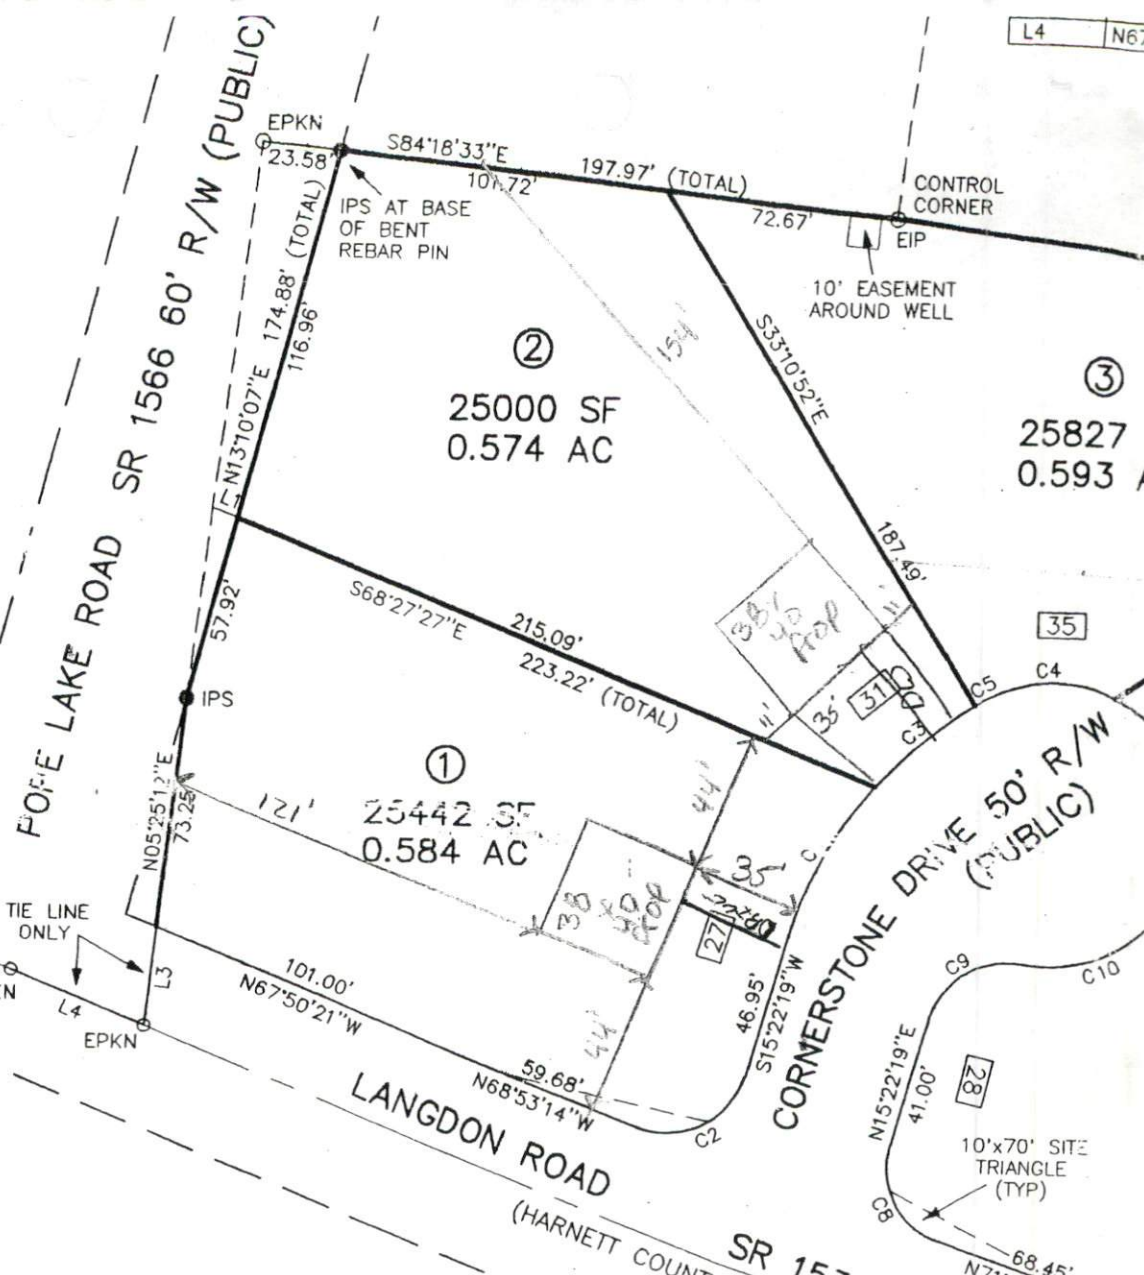 L4
N67
EPKN
23.58'
S84°18'33"E
101.72'
197.97' (TOTAL)
72.67'
CONTROL
CORNER
EIP
IPS AT BASE
OF BENT
REBAR PIN
10' EASEMENT
AROUND WELL
POPE LAKE ROAD SR 1566 60' R/W (PUBLIC)
N13°10'07"E 174.88' (TOTAL)
116.96'
L1
154'
S33°10'52"E
187.49'
②
25000 SF
0.574 AC
③
25827
0.593 A
S68°27'27"E
215.09'
223.22' (TOTAL)
57.92'
IPS
38'
40
PROP
11'
11'
35'
31
35
C3
C5
C4
①
25442 SF
0.584 AC
121'
44'
35'
38
X
40
PROP
44'
27
C
N05°25'12"E
73.25'
TIE LINE
ONLY
L3
L4
EPKN
101.00'
N67°50'21"W
59.68'
N68°53'14"W
C2
46.95'
S15°22'19"W
CORNERSTONE DRIVE 50' R/W
(PUBLIC)
C9
C10
N15°22'19"E
41.00'
28
10'x70' SITE
TRIANGLE
(TYP)
C8
68.45'
LANGDON ROAD
(HARNETT COUNT
SR 15